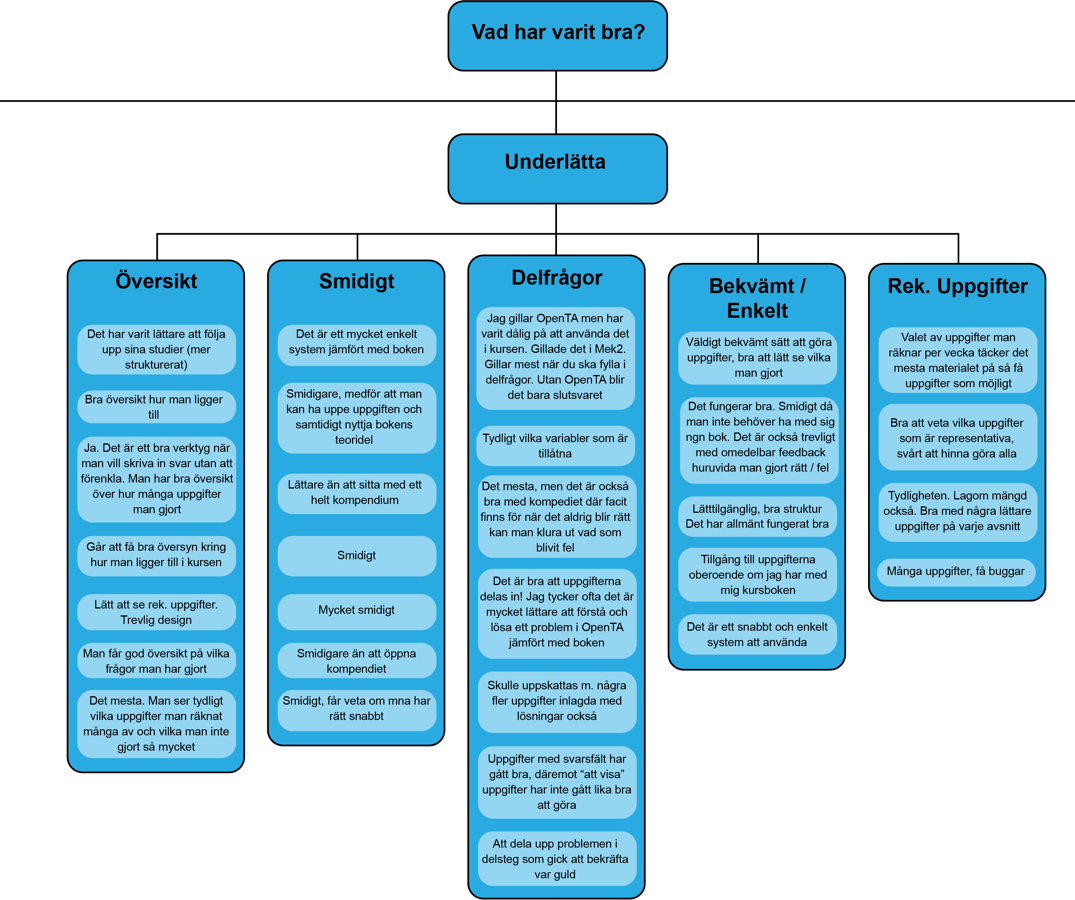 Vad har varit bra?
Underlätta
Översikt
Det har varit lättare att följa
upp sina studier (mer
strukturerat)
Bra översikt hur man ligger
till
Ja. Det är ett bra verktyg när
man vill skriva in svar utan att
förenkla. Man har bra översikt
över hur många uppgifter
man gjort
Går att få bra översyn kring
hur man ligger till i kursen
Lätt att se rek. uppgifter.
Trevlig design
Man får god översikt på vilka
frågor man har gjort
Det mesta. Man ser tydligt
vilka uppgifter man räknat
många av och vilka man inte
gjort så mycket
Smidigt
Det är ett mycket enkelt
system jämfört med boken
Smidigare, medför att man
kan ha uppe uppgiften och
samtidigt nyttja bokens
teoridel
Lättare än att sitta med ett
helt kompendium
Smidigt
Mycket smidigt
Smidigare än att öppna
kompendiet
Smidigt, får veta om mna har
rätt snabbt
Delfrågor
Jag gillar OpenTA men har
varit dålig på att använda det
i kursen. Gillade det i Mek2.
Gillar mest när du ska fylla i
delfrågor. Utan OpenTA blir
det bara slutsvaret
Tydligt vilka variabler som är
tillåtna
Det mesta, men det är också
bra med kompediet där facit
finns för när det aldrig blir rätt
kan man klura ut vad som
blivit fel
Det är bra att uppgifterna
delas in! Jag tycker ofta det är
mycket lättare att förstå och
lösa ett problem i OpenTA
jämfört med boken
Skulle uppskattas m. några
fler uppgifter inlagda med
lösningar också
Uppgifter med svarsfält har
gått bra, däremot “att visa”
uppgifter har inte gått lika bra
att göra
Att dela upp problemen i
delsteg som gick att bekräfta
var guld
Bekvämt /
Enkelt
Väldigt bekvämt sätt att göra
uppgifter, bra att lätt se vilka
man gjort
Det fungerar bra. Smidigt då
man inte behöver ha med sig
ngn bok. Det är också trevligt
med omedelbar feedback
huruvida man gjort rätt / fel
Lätttilgänglig, bra struktur
Det har allmänt fungerat bra
Tillgång till uppgifterna
oberoende om jag har med
mig kursboken
Det är ett snabbt och enkelt
system att använda
Rek. Uppgifter
Valet av uppgifter man
räknar per vecka täcker det
mesta materialet på så få
uppgifter som möjligt
Bra att veta vilka uppgifter
som är representativa,
svårt att hinna göra alla
Tydligheten. Lagom mängd
också. Bra med några lättare
uppgifter på varje avsnitt
Många uppgifter, få buggar